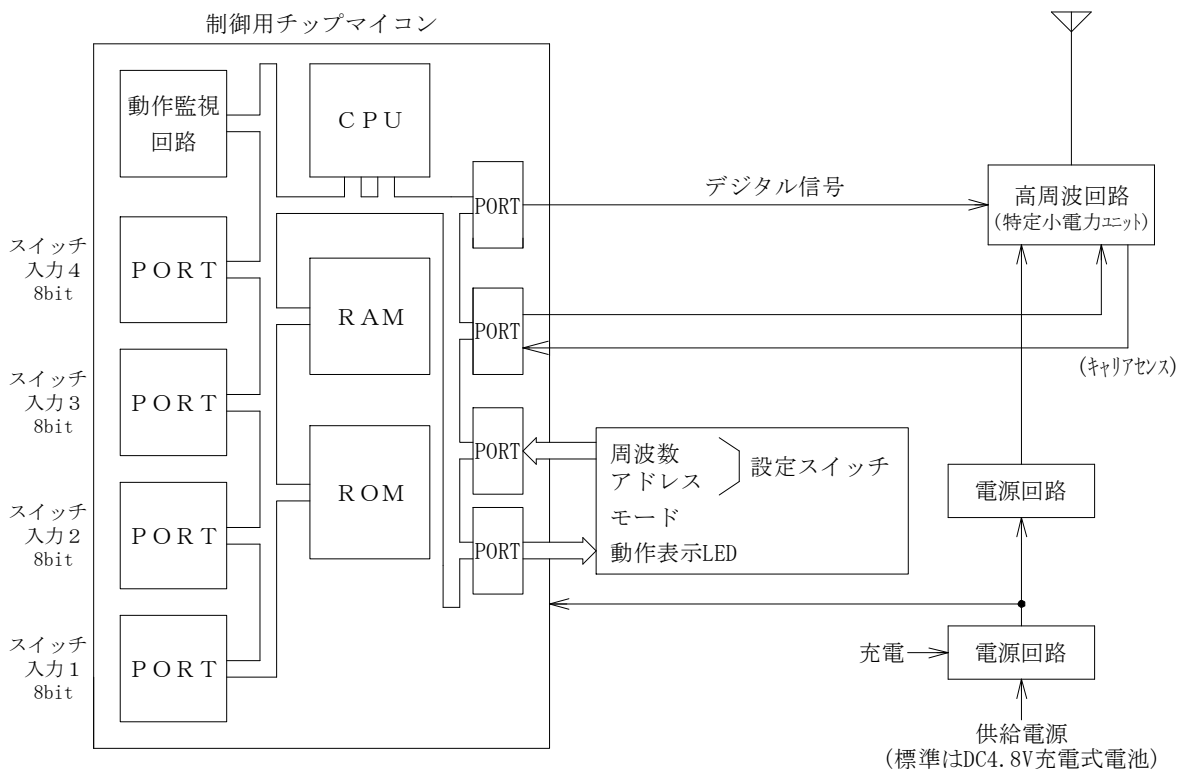 制御用チップマイコン
動作監視
回路
ＣＰＵ
PORT
デジタル信号
高周波回路
(特定小電力ユニット)
スイッチ
入力４
8bit
ＰＯＲＴ
ＲＡＭ
PORT
(キャリアセンス)
スイッチ
入力３
8bit
ＰＯＲＴ
ＲＯＭ
PORT
周波数
アドレス
設定スイッチ
モード
動作表示LED
電源回路
スイッチ
入力２
8bit
ＰＯＲＴ
PORT
スイッチ
入力１
8bit
ＰＯＲＴ
充電
電源回路
供給電源
(標準はDC4.8V充電式電池)